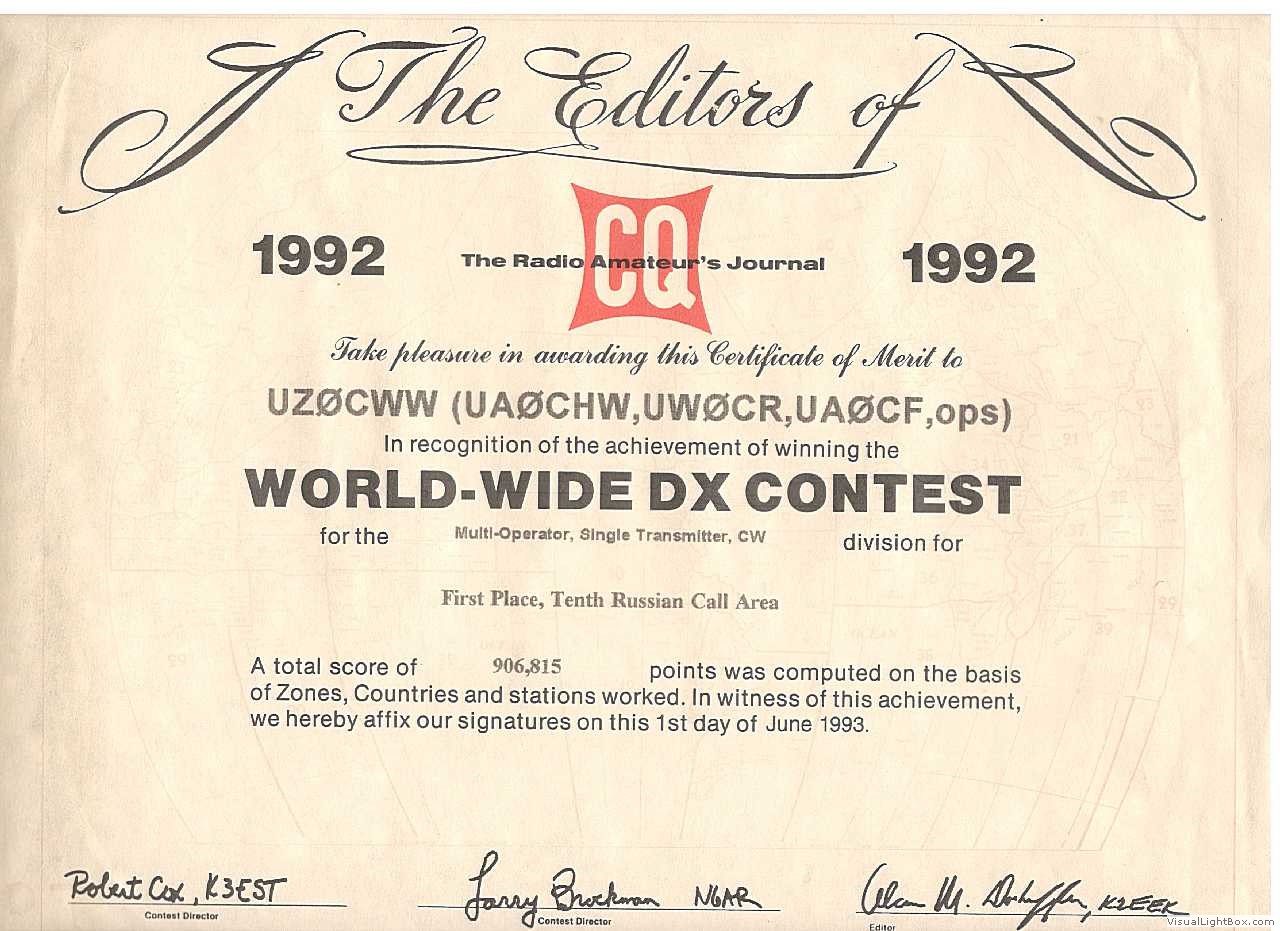 The Editors of
CQ
1992 The Radio Amateur's Journal 1992
Take pleasure in awarding this Certificate of Merit to
UZØCWW (UAØCHW,UWØCR,UAØCF,ops)
In recognition of the achievement of winning the
WORLD-WIDE DX CONTEST
for the Multi-Operator, Single Transmitter, CW division for
First Place, Tenth Russian Call Area
A total score of 906,815 points was computed on the basis
of Zones, Countries and stations worked. In witness of this achievement,
we hereby affix our signatures on this 1st day of June 1993.
Robert Cox, K3EST Larry Brockman N6AR Alan M. K2EEK
Contest Director Contest Director Editor
VisualLightBox.com